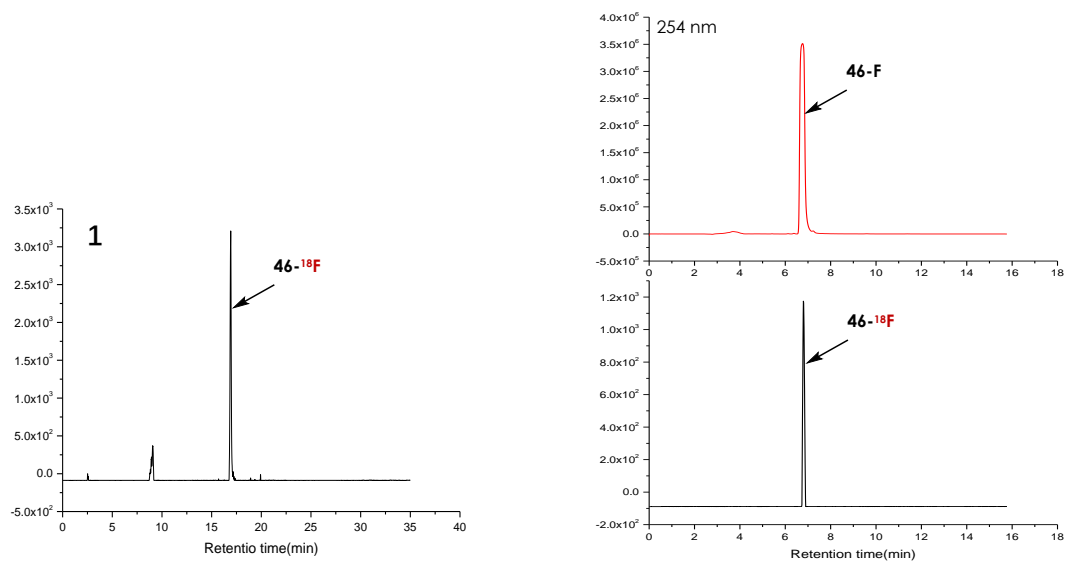 3.5x10³
3.0x10³
2.5x10³
2.0x10³
1.5x10³
1.0x10³
5.0x10²
0.0
-5.0x10²
1
46-¹⁸F
0 5 10 15 20 25 30 35 40
Retentio time(min)
4.0x10⁶
3.5x10⁶
3.0x10⁶
2.5x10⁶
2.0x10⁶
1.5x10⁶
1.0x10⁶
5.0x10⁵
0.0
-5.0x10⁵
254 nm
46-F
0 2 4 6 8 10 12 14 16 18
1.2x10³
1.0x10³
8.0x10²
6.0x10²
4.0x10²
2.0x10²
0.0
-2.0x10²
46-¹⁸F
0 2 4 6 8 10 12 14 16 18
Retention time(min)